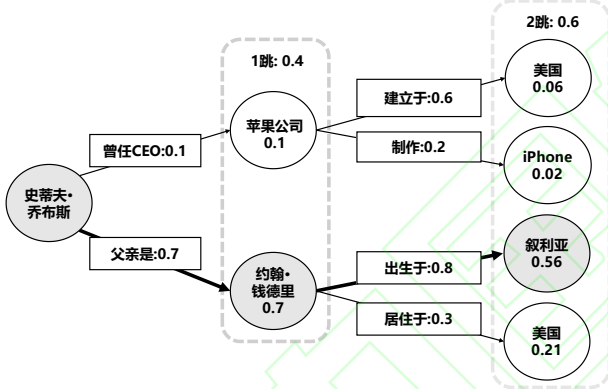 1跳: 0.4
2跳: 0.6
史蒂夫•
乔布斯
曾任CEO:0.1
父亲是:0.7
苹果公司
0.1
约翰•
钱德里
0.7
建立于:0.6
制作:0.2
出生于:0.8
居住于:0.3
美国
0.06
iPhone
0.02
叙利亚
0.56
美国
0.21